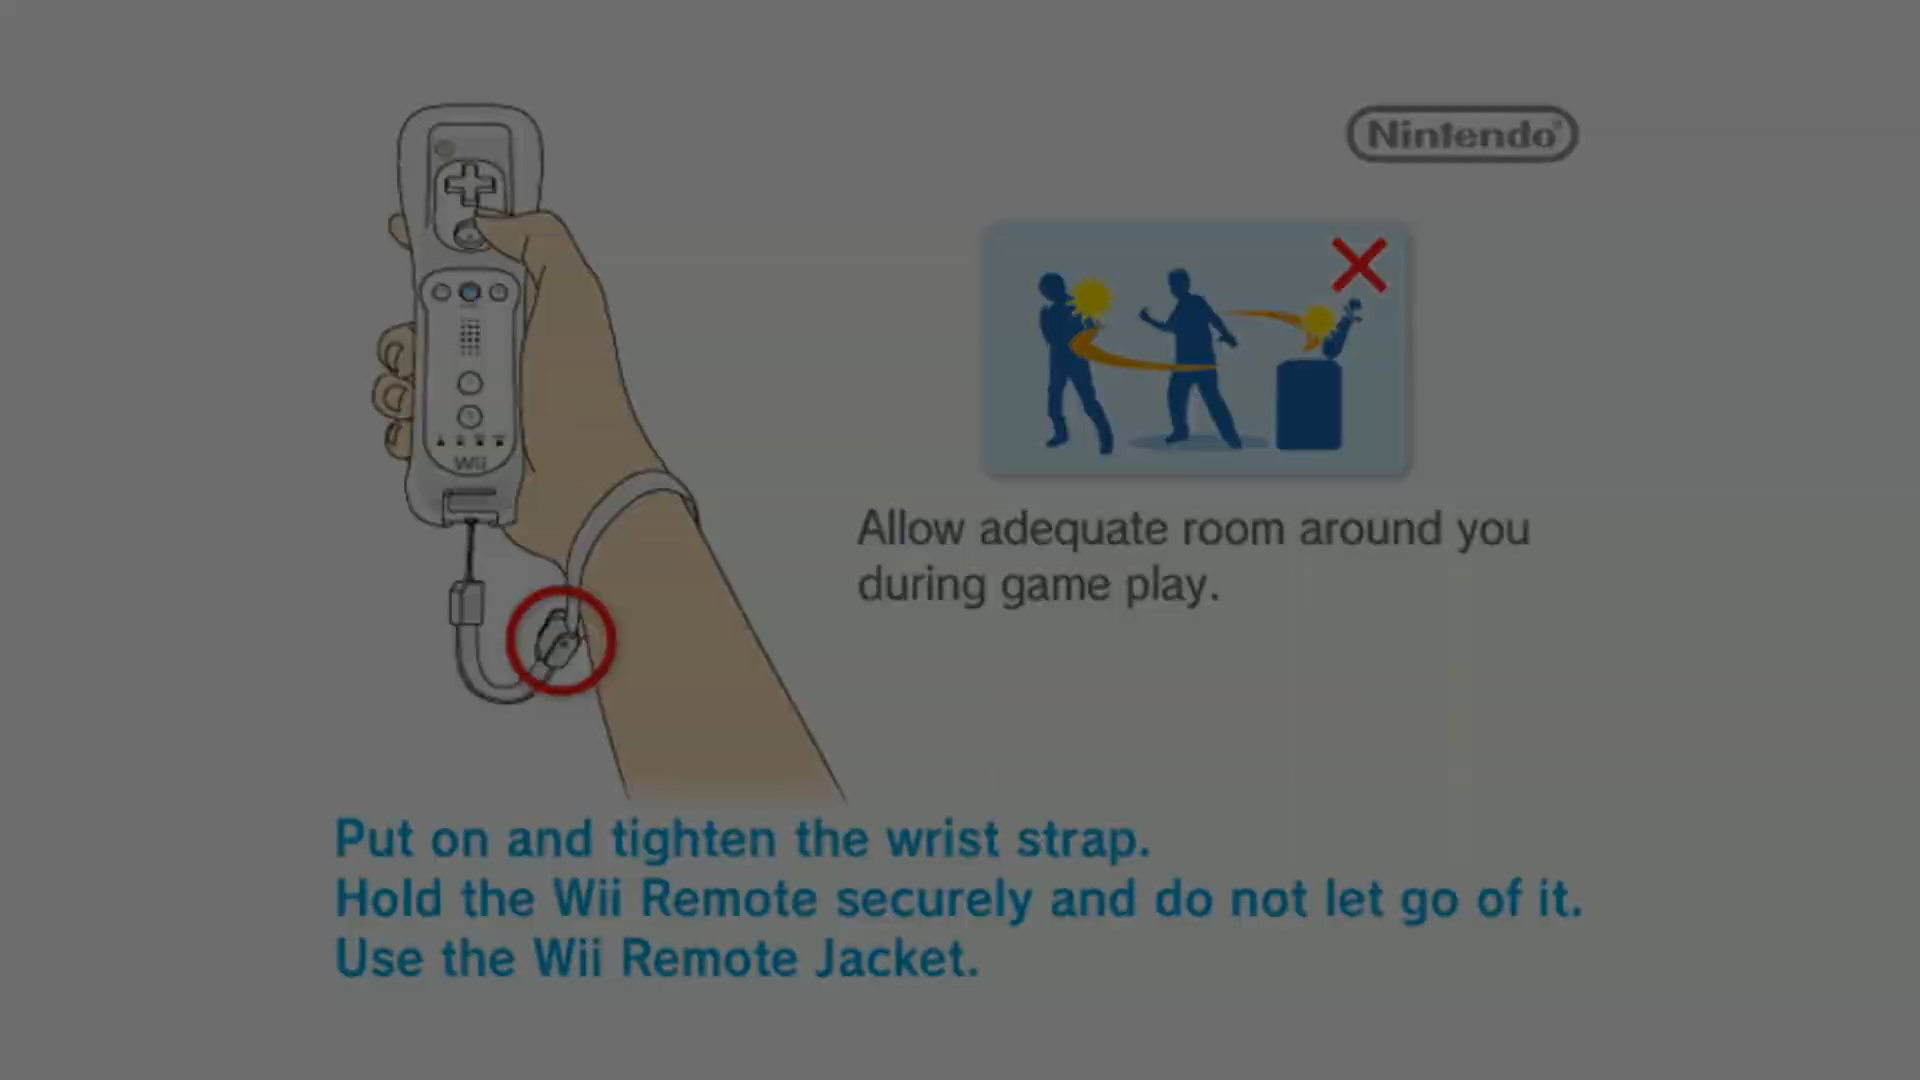 Nintendo®
Wii
Allow adequate room around you
during game play.
Put on and tighten the wrist strap.
Hold the Wii Remote securely and do not let go of it.
Use the Wii Remote Jacket.